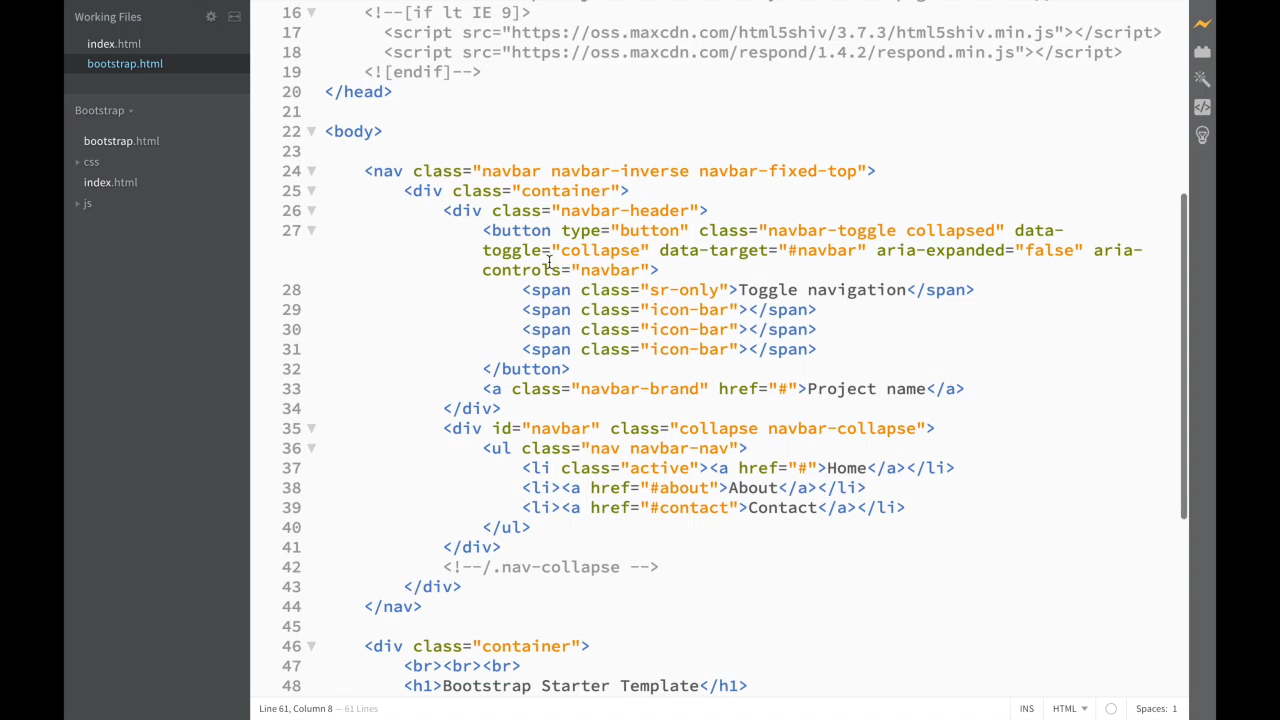 Working Files
index.html
bootstrap.html
Bootstrap
bootstrap.html
css
index.html
js
16 <!--[if lt IE 9]>
17 <script src="https://oss.maxcdn.com/html5shiv/3.7.3/html5shiv.min.js"></script>
18 <script src="https://oss.maxcdn.com/respond/1.4.2/respond.min.js"></script>
19 <![endif]-->
20 </head>
21
22 <body>
23
24 <nav class="navbar navbar-inverse navbar-fixed-top">
25 <div class="container">
26 <div class="navbar-header">
27 <button type="button" class="navbar-toggle collapsed" data-
toggle="collapse" data-target="#navbar" aria-expanded="false" aria-
controls="navbar">
28 <span class="sr-only">Toggle navigation</span>
29 <span class="icon-bar"></span>
30 <span class="icon-bar"></span>
31 <span class="icon-bar"></span>
32 </button>
33 <a class="navbar-brand" href="#">Project name</a>
34 </div>
35 <div id="navbar" class="collapse navbar-collapse">
36 <ul class="nav navbar-nav">
37 <li class="active"><a href="#">Home</a></li>
38 <li><a href="#about">About</a></li>
39 <li><a href="#contact">Contact</a></li>
40 </ul>
41 </div>
42 <!--/.nav-collapse -->
43 </div>
44 </nav>
45
46 <div class="container">
47 <br><br><br>
48 <h1>Bootstrap Starter Template</h1>
Line 61, Column 8 — 61 Lines
INS HTML Spaces: 1